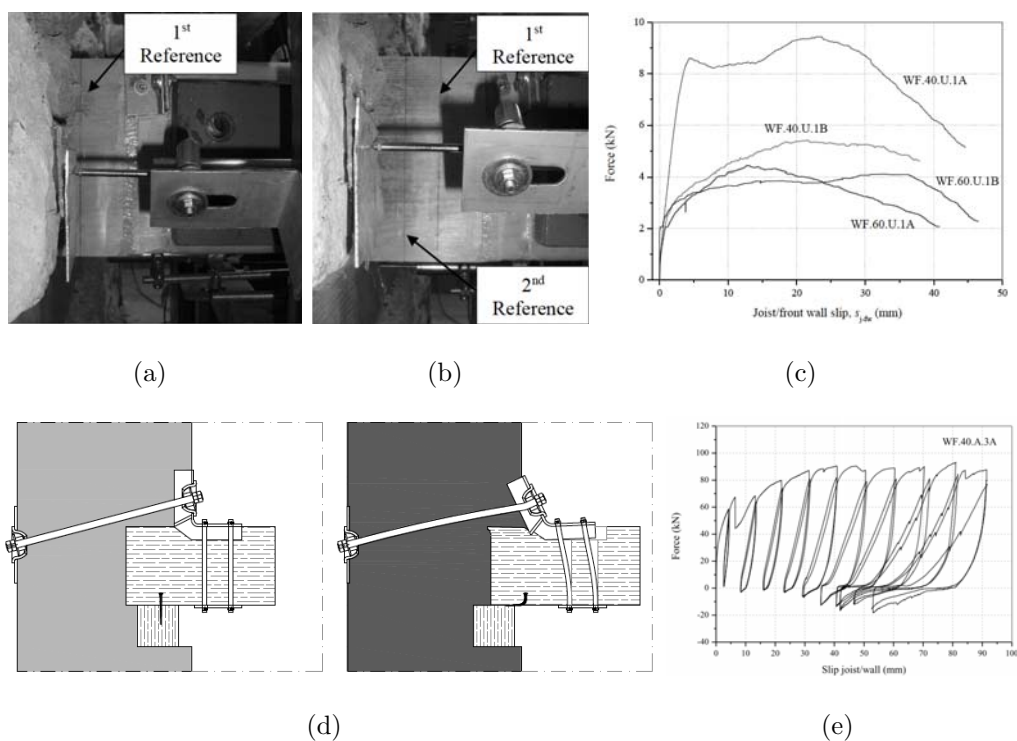 1st
Reference
1st
Reference
2nd
Reference
(a)
(b)
10
8
6
4
2
0
Force (kN)
WF.40.U.1A
WF.40.U.1B
WF.60.U.1B
WF.60.U.1A
0 10 20 30 40 50
Joist/front wall slip, s_j-fw (mm)
(c)
(d)
120
100
80
60
40
20
0
-20
-40
Force (kN)
WF.40.A.3A
0 10 20 30 40 50 60 70 80 90 100
Slip joist/wall (mm)
(e)